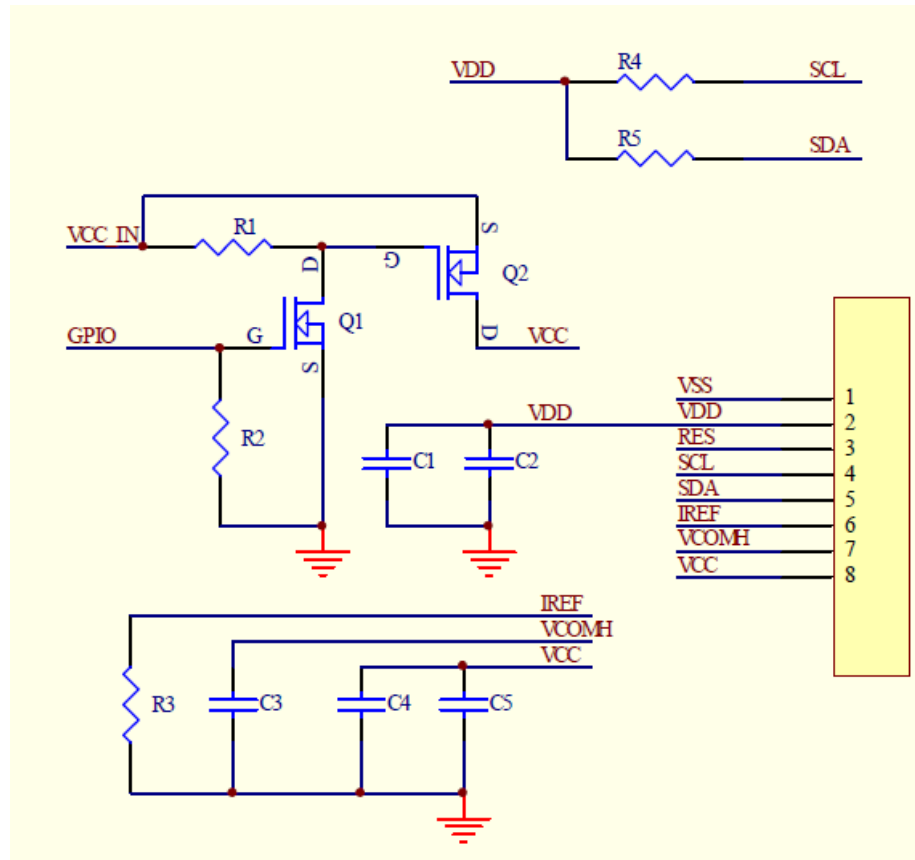 VDD R4 SCL
R5 SDA
VCC IN R1 D G S Q2
GPIO G Q1 S D VCC
R2
VDD
C1 C2
VSS 1
VDD 2
RES 3
SCL 4
SDA 5
IREF 6
VCOMH 7
VCC 8
IREF
VCOMH
VCC
R3 C3 C4 C5